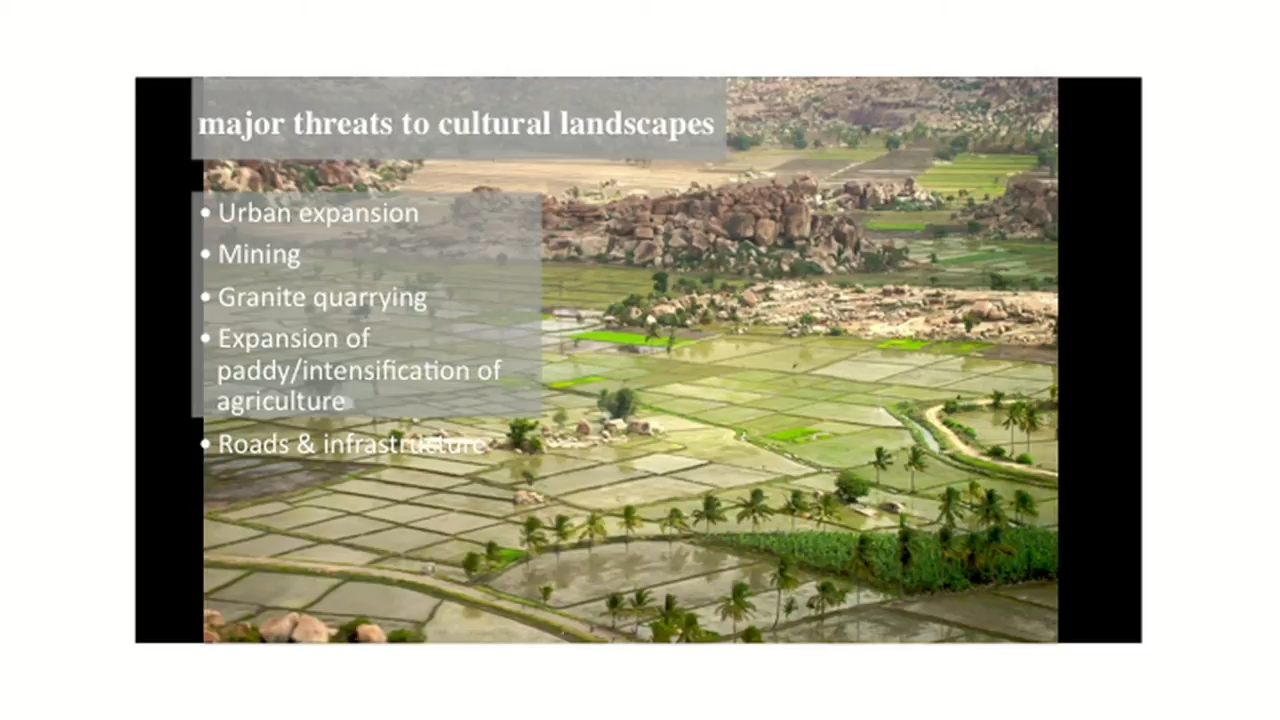 major threats to cultural landscapes
• Urban expansion
• Mining
• Granite quarrying
• Expansion of
paddy/intensification of
agriculture
• Roads & infrastructure